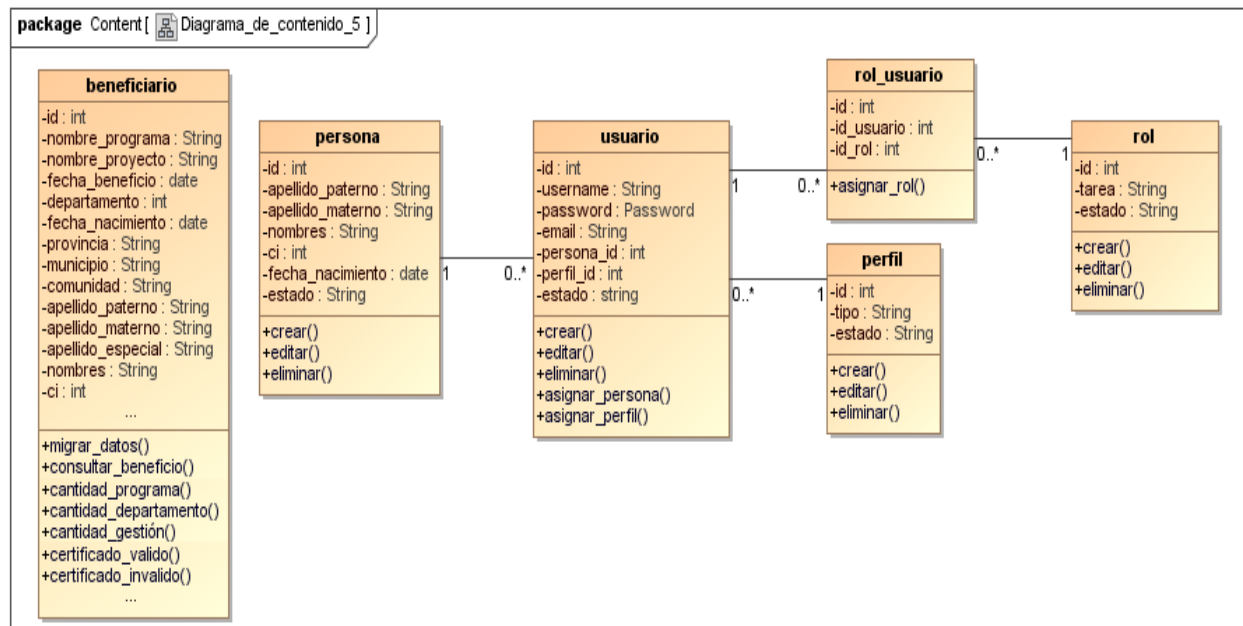 package Content [ Diagrama_de_contenido_5 ]
beneficiario
-id : int
-nombre_programa : String
-nombre_proyecto : String
-fecha_beneficio : date
-departamento : int
-fecha_nacimiento : date
-provincia : String
-municipio : String
-comunidad : String
-apellido_paterno : String
-apellido_materno : String
-apellido_especial : String
-nombres : String
-ci : int
...
+migrar_datos()
+consultar_beneficio()
+cantidad_programa()
+cantidad_departamento()
+cantidad_gestión()
+certificado_valido()
+certificado_invalido()
...
persona
-id : int
-apellido_paterno : String
-apellido_materno : String
-nombres : String
-ci : int
-fecha_nacimiento : date
-estado : String
+crear()
+editar()
+eliminar()
1
0..*
usuario
-id : int
-username : String
-password : Password
-email : String
-persona_id : int
-perfil_id : int
-estado : string
+crear()
+editar()
+eliminar()
+asignar_persona()
+asignar_perfil()
1
0..*
0..*
1
rol_usuario
-id : int
-id_usuario : int
-id_rol : int
+asignar_rol()
0..*
1
perfil
-id : int
-tipo : String
-estado : String
+crear()
+editar()
+eliminar()
rol
-id : int
-tarea : String
-estado : String
+crear()
+editar()
+eliminar()